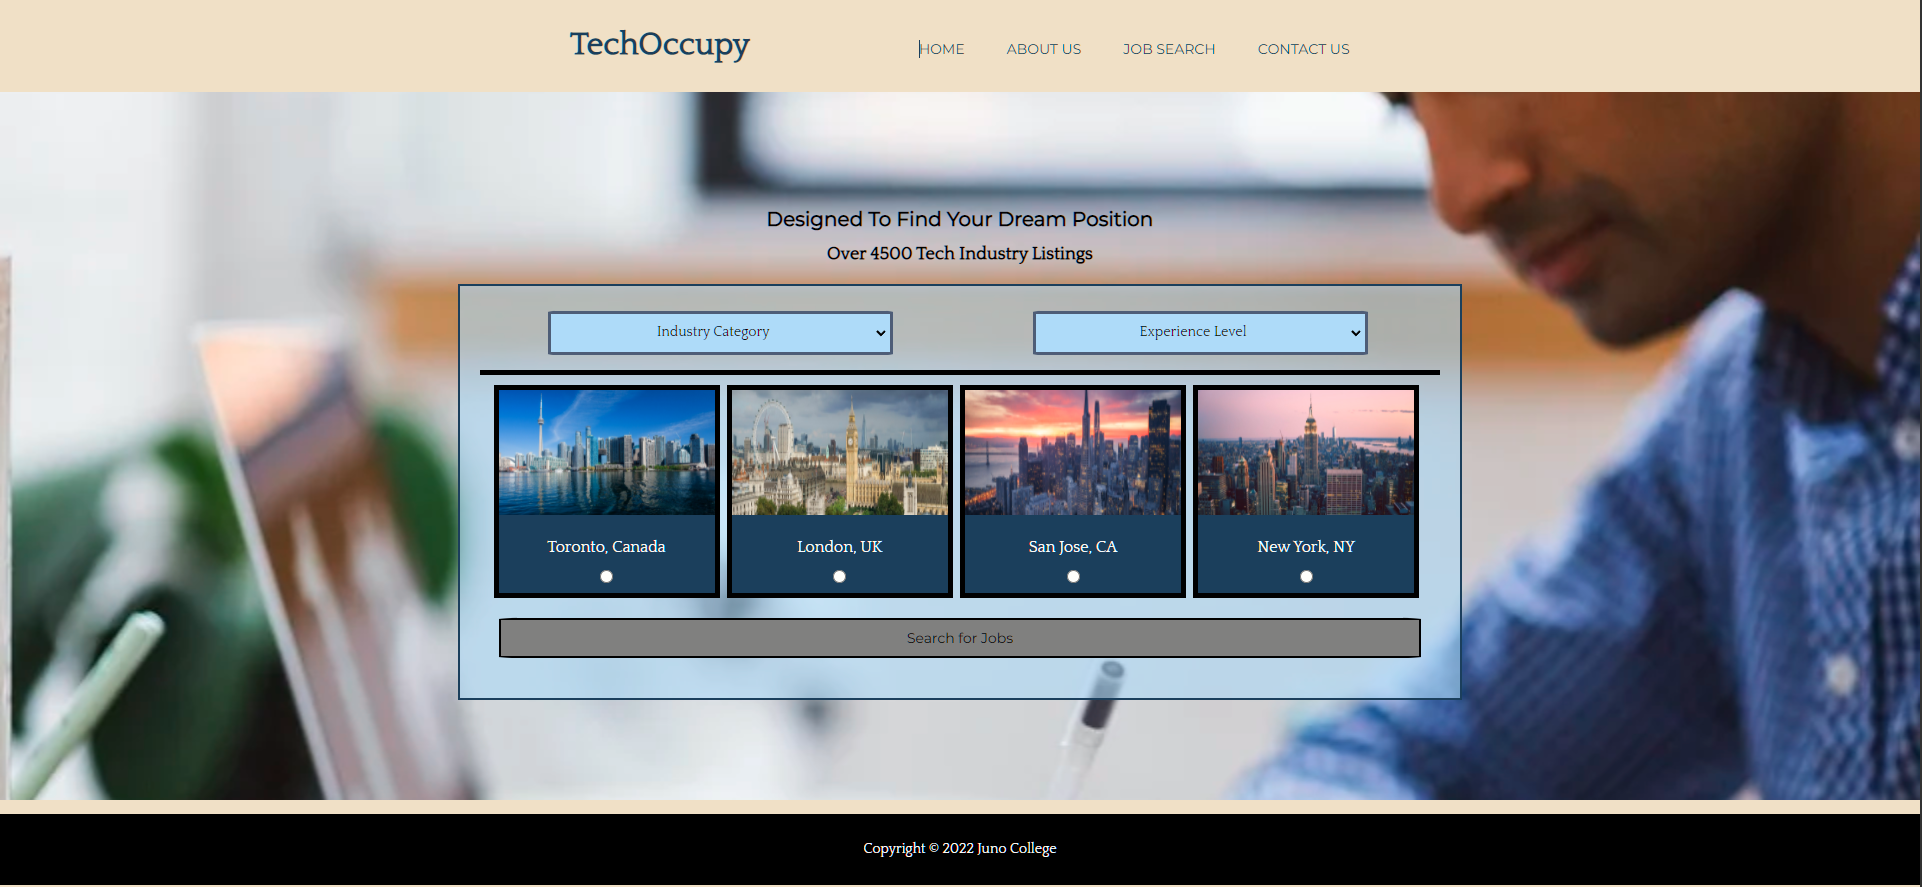 TechOccupy
HOME ABOUT US JOB SEARCH CONTACT US
Designed To Find Your Dream Position
Over 4500 Tech Industry Listings
Industry Category Experience Level
Toronto, Canada London, UK San Jose, CA New York, NY
Search for Jobs
Copyright © 2022 Juno College